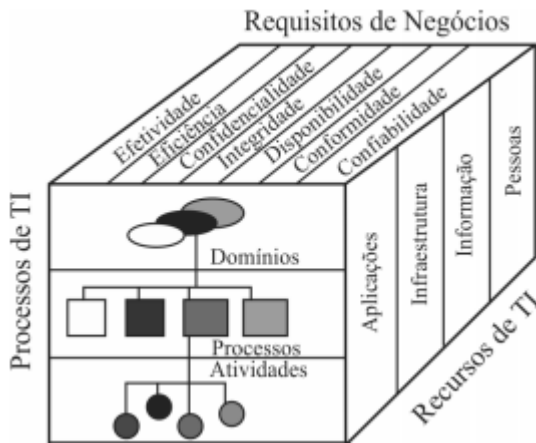 Requisitos de Negócios
Efetividade
Eficiência
Confidencialidade
Integridade
Disponibilidade
Conformidade
Confiabilidade
Processos de TI
Domínios
Processos
Atividades
Aplicações
Infraestrutura
Informação
Pessoas
Recursos de TI